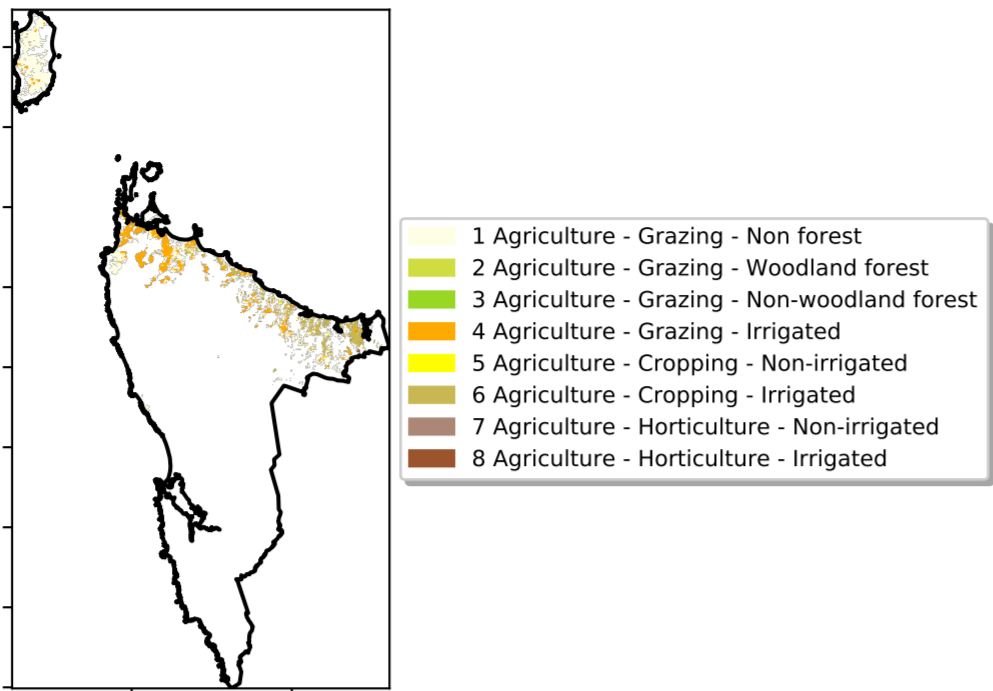 1 Agriculture - Grazing - Non forest
2 Agriculture - Grazing - Woodland forest
3 Agriculture - Grazing - Non-woodland forest
4 Agriculture - Grazing - Irrigated
5 Agriculture - Cropping - Non-irrigated
6 Agriculture - Cropping - Irrigated
7 Agriculture - Horticulture - Non-irrigated
8 Agriculture - Horticulture - Irrigated